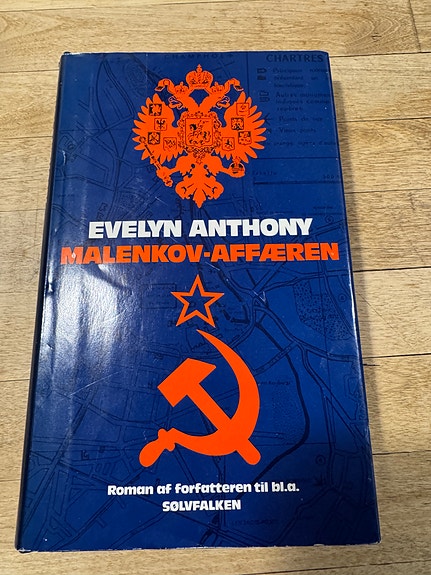 CHARTRES
EVELYN ANTHONY
MALENKOV-AFFÆREN
Roman af forfatteren til bl.a.
SØLVFALKEN